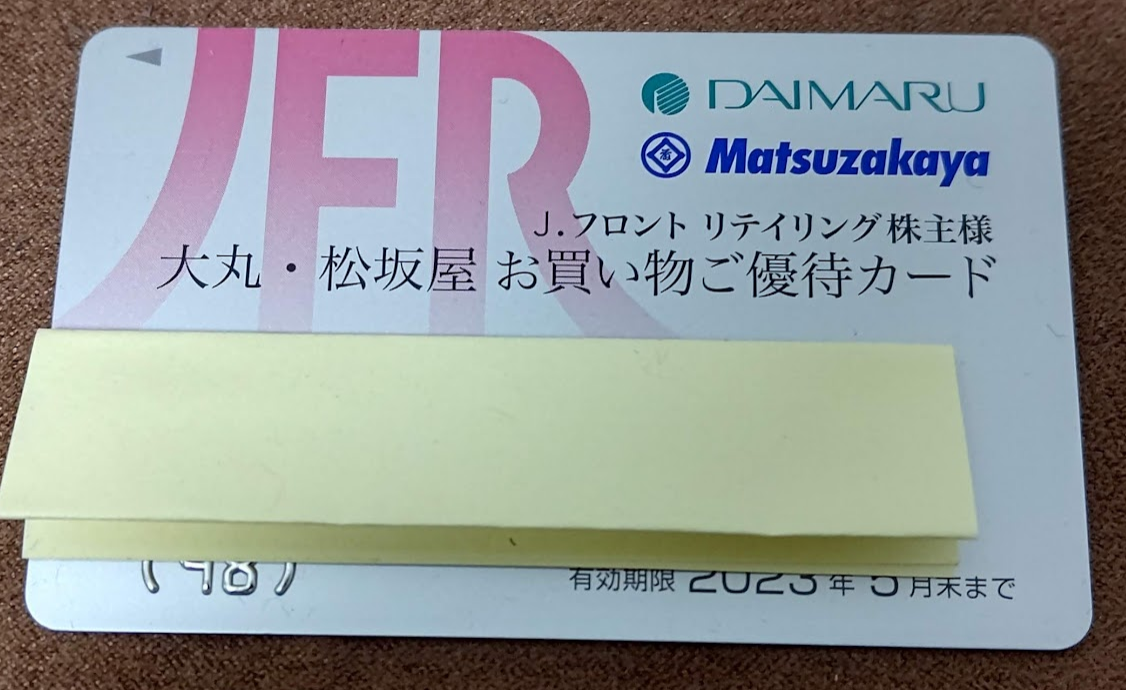 JFR
DAIMARU
Matsuzakaya
J.フロント リテイリング株主様
大丸・松坂屋 お買い物ご優待カード
(98)
有効期限 2023年 5月末まで